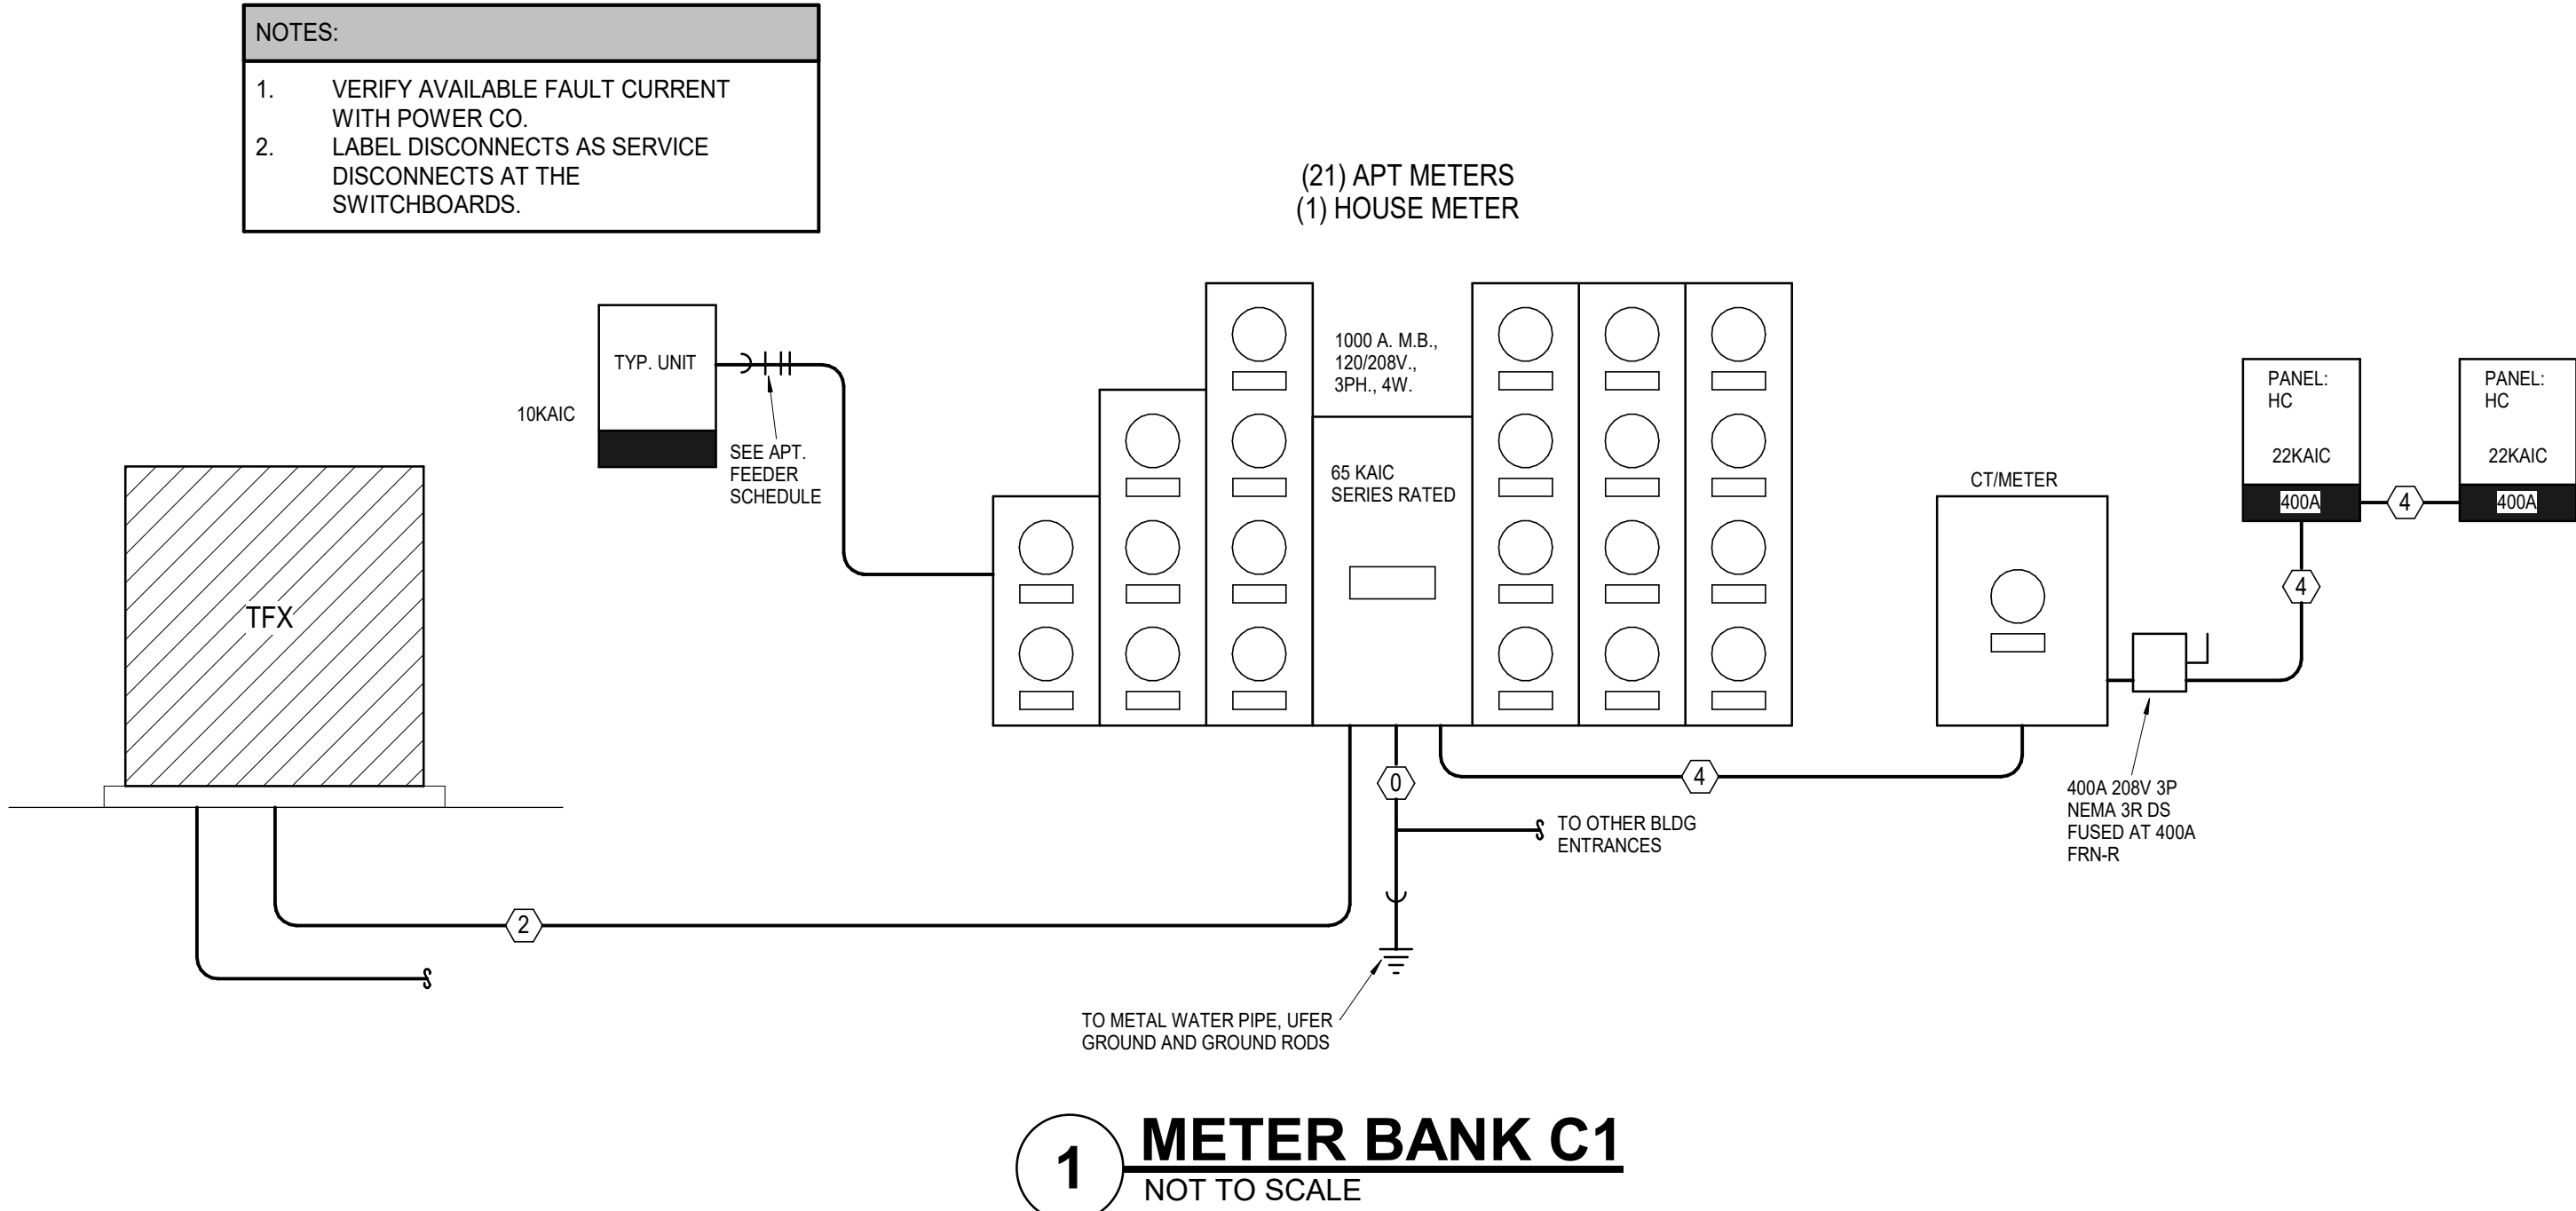 NOTES:
1. VERIFY AVAILABLE FAULT CURRENT
WITH POWER CO.
2. LABEL DISCONNECTS AS SERVICE
DISCONNECTS AT THE
SWITCHBOARDS.
(21) APT METERS
(1) HOUSE METER
TYP. UNIT
10KAIC
SEE APT.
FEEDER
SCHEDULE
1000 A. M.B.,
120/208V.,
3PH., 4W.
65 KAIC
SERIES RATED
CT/METER
PANEL:
HC
22KAIC
400A
4
PANEL:
HC
22KAIC
400A
4
TFX
0
4
TO OTHER BLDG
ENTRANCES
400A 208V 3P
NEMA 3R DS
FUSED AT 400A
FRN-R
2
TO METAL WATER PIPE, UFER
GROUND AND GROUND RODS
1
METER BANK C1
NOT TO SCALE